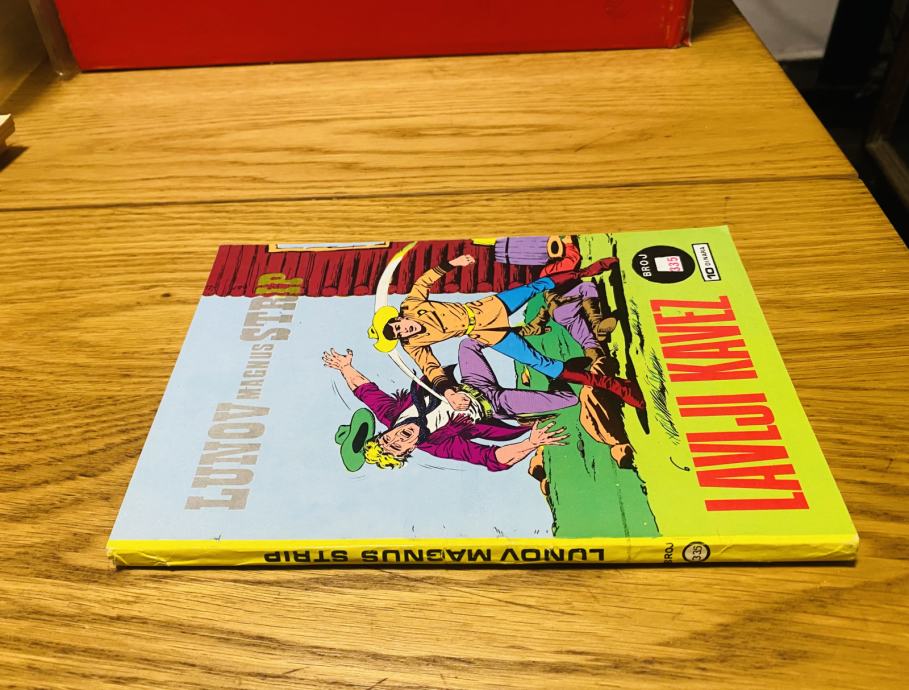 LUNOV MAGNUS STRIP
BROJ
335
10 DINARA
LAVLJI KAVEZ
LUNOV MAGNUS STRIP
BROJ
335